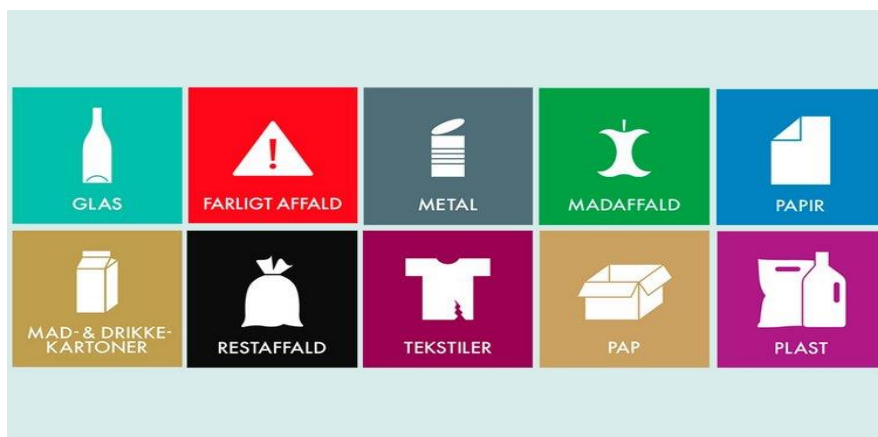 GLAS
FARLIGT AFFALD
METAL
MADAFFALD
PAPIR
MAD- & DRIKKE-
KARTONER
RESTAFFALD
TEKSTILER
PAP
PLAST